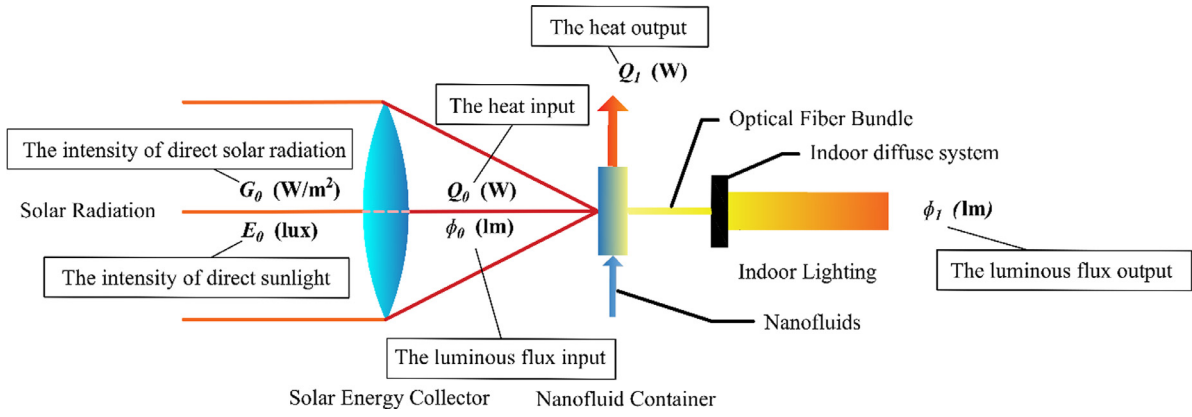 The heat output
Q₁ (W)
The heat input
Optical Fiber Bundle
Indoor diffuse system
The intensity of direct solar radiation
G₀ (W/m²)
Q₀ (W)
Solar Radiation
E₀ (lux)
ϕ₀ (lm)
ϕ₁ (lm)
The intensity of direct sunlight
Indoor Lighting
The luminous flux output
Nanofluids
The luminous flux input
Solar Energy Collector
Nanofluid Container